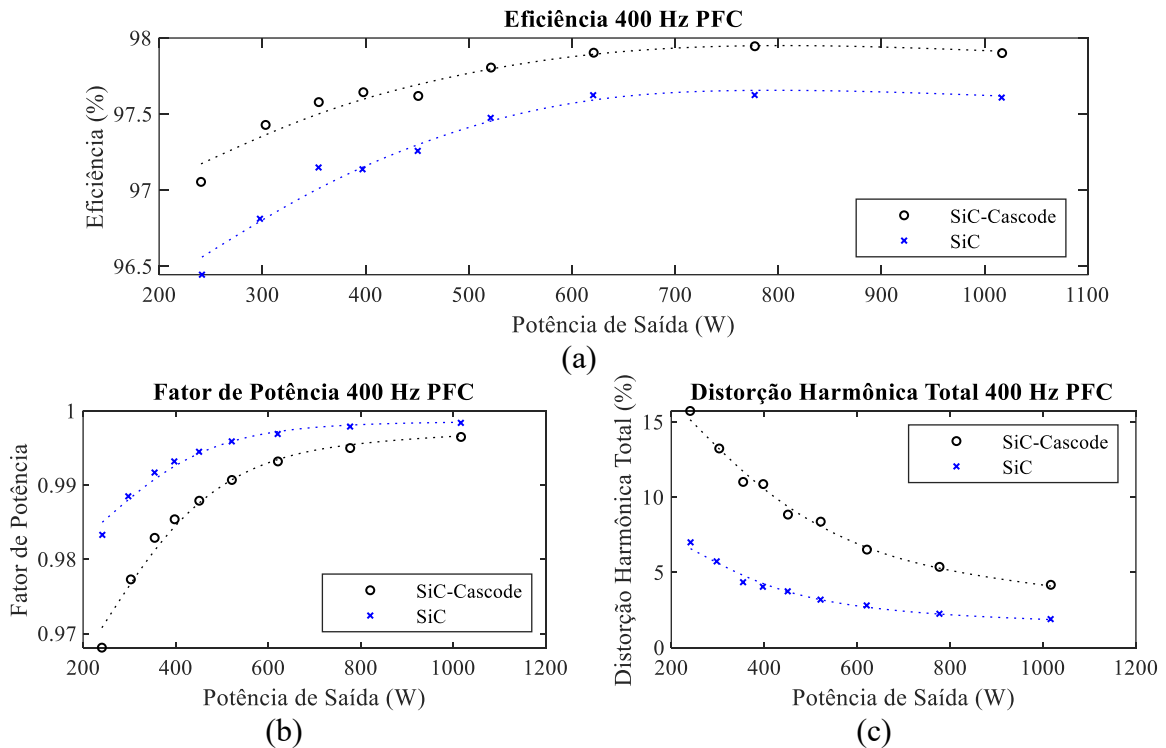 Eficiência 400 Hz PFC
98
97.5
97
96.5
Eficiência (%)
SiC-Cascode
SiC
200 300 400 500 600 700 800 900 1000 1100
Potência de Saída (W)
(a)
Fator de Potência 400 Hz PFC
1
0.99
0.98
0.97
Fator de Potência
SiC-Cascode
SiC
200 400 600 800 1000 1200
Potência de Saída (W)
(b)
Distorção Harmônica Total 400 Hz PFC
15
10
5
0
Distorção Harmônica Total (%)
SiC-Cascode
SiC
200 400 600 800 1000 1200
Potência de Saída (W)
(c)